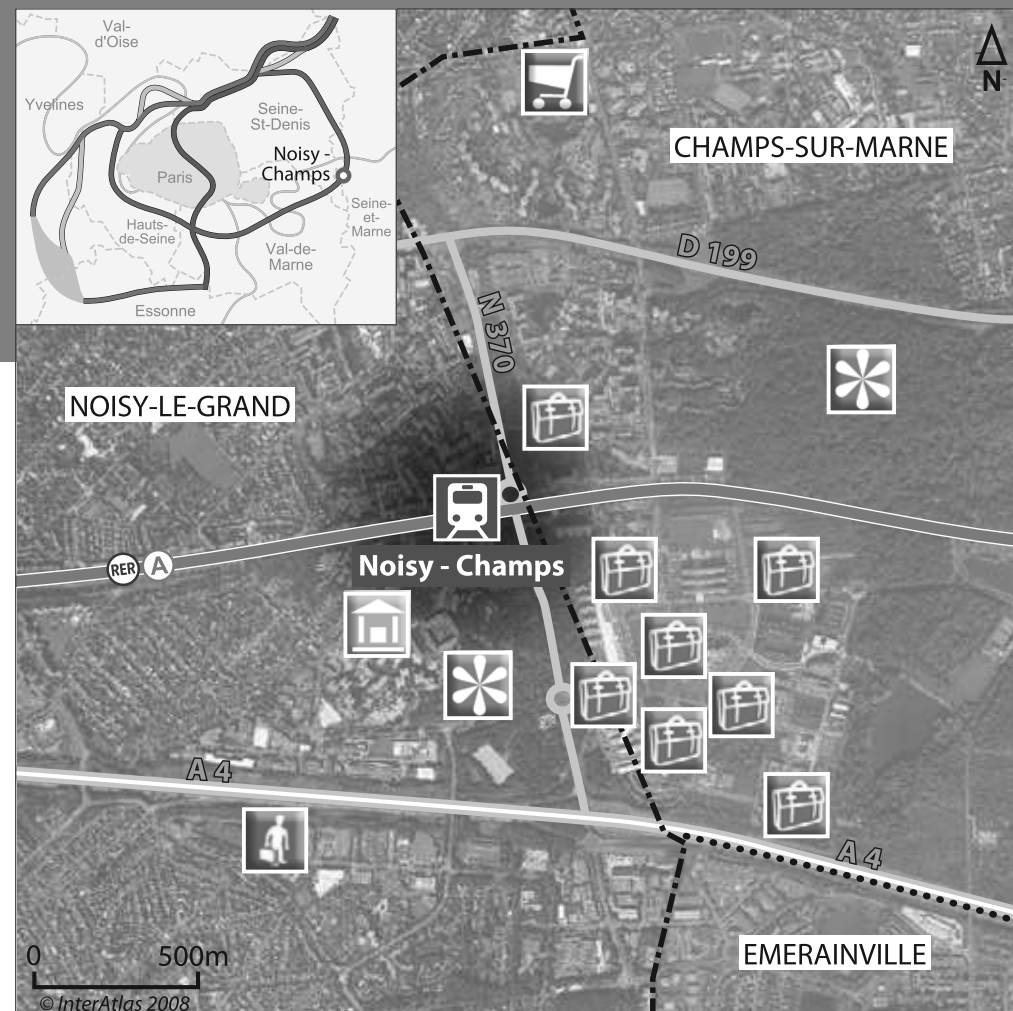 Val-
d'Oise
Yvelines
Seine-
St-Denis
Noisy -
Champs
Paris
Seine-
et-
Marne
Hauts-
de-Seine
Val-de-
Marne
Essonne
N
CHAMPS-SUR-MARNE
D 199
N 370
NOISY-LE-GRAND
RER A
Noisy - Champs
A 4
A 4
EMERAINVILLE
0 500m
© InterAtlas 2008